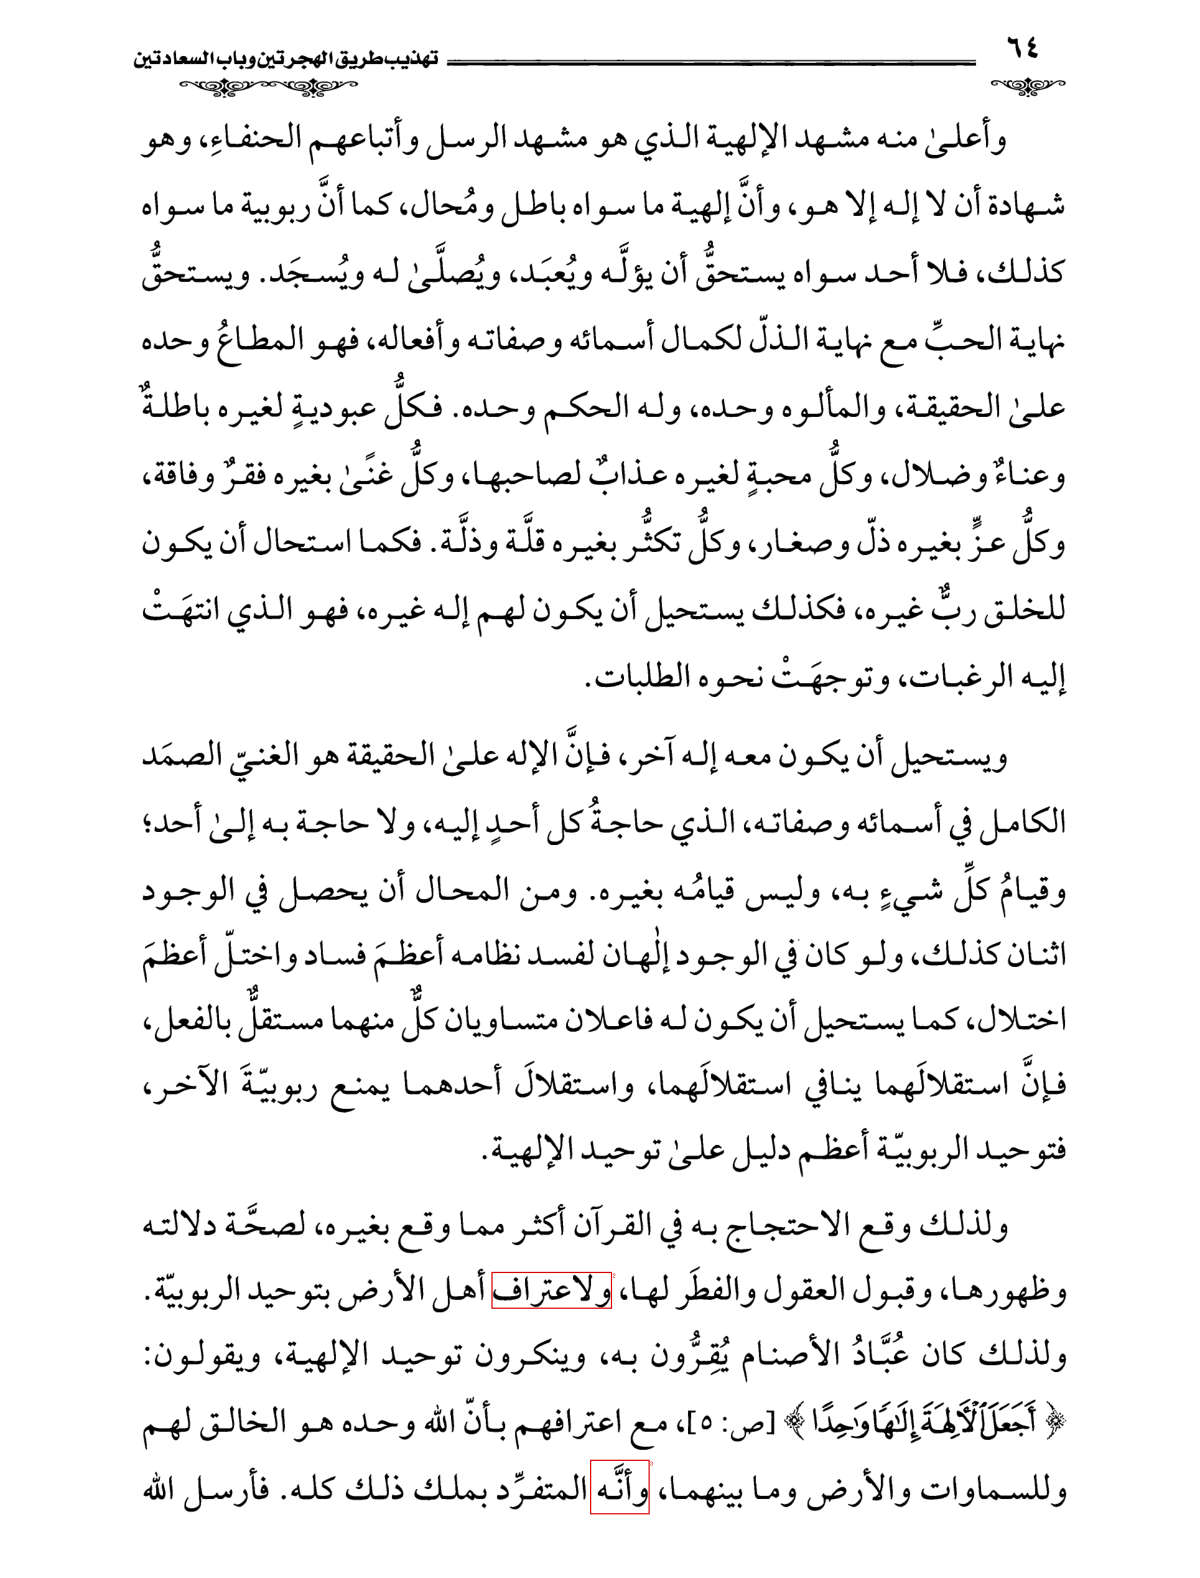 ٦٤
تهذيب طريق الهجرتين وباب السعادتين
وأعلىٰ منه مشهد الإلهية الذي هو مشهد الرسل وأتباعهم الحنفاءِ، وهو
شهادة أن لا إله إلا هو، وأنَّ إلهية ما سواه باطل ومُحال، كما أنَّ ربوبية ما سواه
كذلك، فلا أحد سواه يستحقُّ أن يؤلَّه ويُعبَد، ويُصلَّىٰ له ويُسجَد. ويستحقُّ
نهاية الحبِّ مع نهاية الذلّ لكمال أسمائه وصفاته وأفعاله، فهو المطاعُ وحده
علىٰ الحقيقة، والمألوه وحده، وله الحكم وحده. فكلُّ عبوديةٍ لغيره باطلةٌ
وعناءٌ وضلال، وكلُّ محبةٍ لغيره عذابٌ لصاحبها، وكلُّ غنًىٰ بغيره فقرٌ وفاقة،
وكلُّ عزٍّ بغيره ذلّ وصغار، وكلُّ تكثُّر بغيره قلَّة وذلَّة. فكما استحال أن يكون
للخلق ربٌّ غيره، فكذلك يستحيل أن يكون لهم إله غيره، فهو الذي انتهَتْ
إليه الرغبات، وتوجهَتْ نحوه الطلبات.
ويستحيل أن يكون معه إله آخر، فإنَّ الإله علىٰ الحقيقة هو الغنيّ الصمَد
الكامل في أسمائه وصفاته، الذي حاجةُ كل أحدٍ إليه، ولا حاجة به إلىٰ أحد؛
وقيامُ كلِّ شيءٍ به، وليس قيامُه بغيره. ومن المحال أن يحصل في الوجود
اثنان كذلك، ولو كان في الوجود إلٰهان لفسد نظامه أعظمَ فساد واختلّ أعظمَ
اختلال، كما يستحيل أن يكون له فاعلان متساويان كلٌّ منهما مستقلٌّ بالفعل،
فإنَّ استقلالَهما ينافي استقلالَهما، واستقلالَ أحدهما يمنع ربوبيّةَ الآخر،
فتوحيد الربوبيّة أعظم دليل علىٰ توحيد الإلهية.
ولذلك وقع الاحتجاج به في القرآن أكثر مما وقع بغيره، لصحَّة دلالته
وظهورها، وقبول العقول والفطَر لها، ولاعتراف أهل الأرض بتوحيد الربوبيّة.
ولذلك كان عُبَّادُ الأصنام يُقِرُّون به، وينكرون توحيد الإلهية، ويقولون:
﴿ أَجَعَلَ ٱلْأَلِهَةَ إِلَٰهًا وَٰحِدًا ﴾ [ص: ٥]، مع اعترافهم بأنّ الله وحده هو الخالق لهم
وللسماوات والأرض وما بينهما، وأنَّه المتفرِّد بملك ذلك كله. فأرسل الله